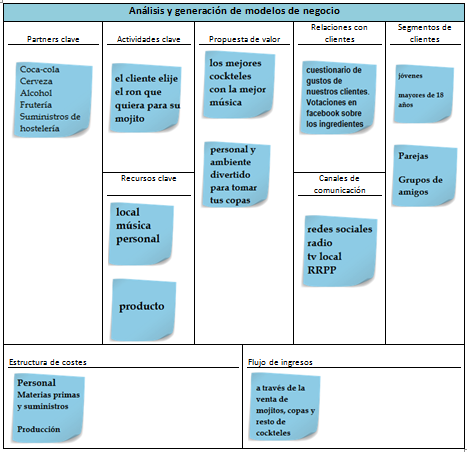 Análisis y generación de modelos de negocio
Partners clave
Coca-cola
Cerveza
Alcohol
Frutería
Suministros de
hostelería
Actividades clave
el cliente elije
el ron que
quiera para su
mojito
Recursos clave
local
música
personal
producto
Propuesta de valor
los mejores
cockteles
con la mejor
música
personal y
ambiente
divertido
para tomar
tus copas
Relaciones con
clientes
cuestionario de
gustos de
nuestros clientes.
Votaciones en
facebook sobre
los ingredientes
Canales de
comunicación
redes sociales
radio
tv local
RRPP
Segmentos de
clientes
jóvenes
mayores de 18
años
Parejas
Grupos de
amigos
Estructura de costes
Personal
Materias primas
y suministros
Producción
Flujo de ingresos
a través de la
venta de
mojitos, copas y
resto de
cockteles